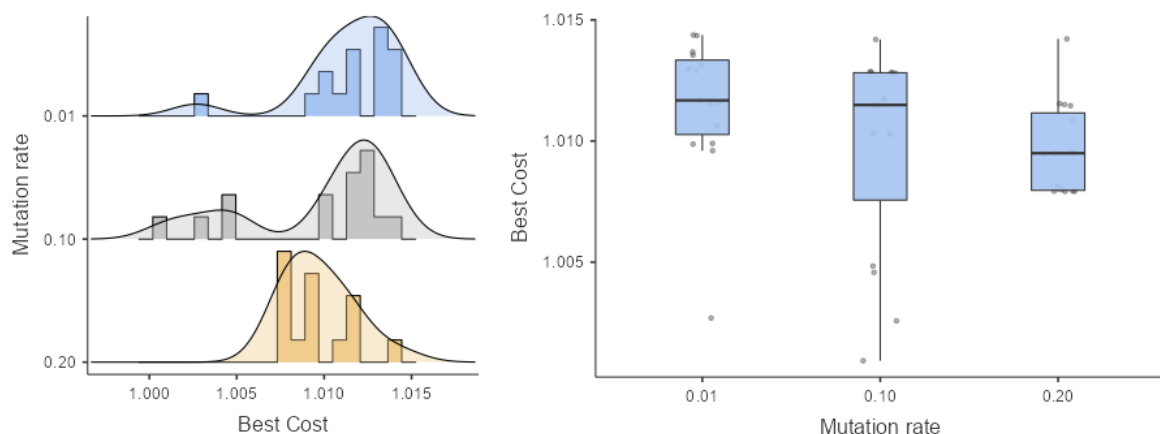 Mutation rate
0.01
0.10
0.20
1.000 1.005 1.010 1.015
Best Cost
Best Cost
1.015
1.010
1.005
0.01 0.10 0.20
Mutation rate